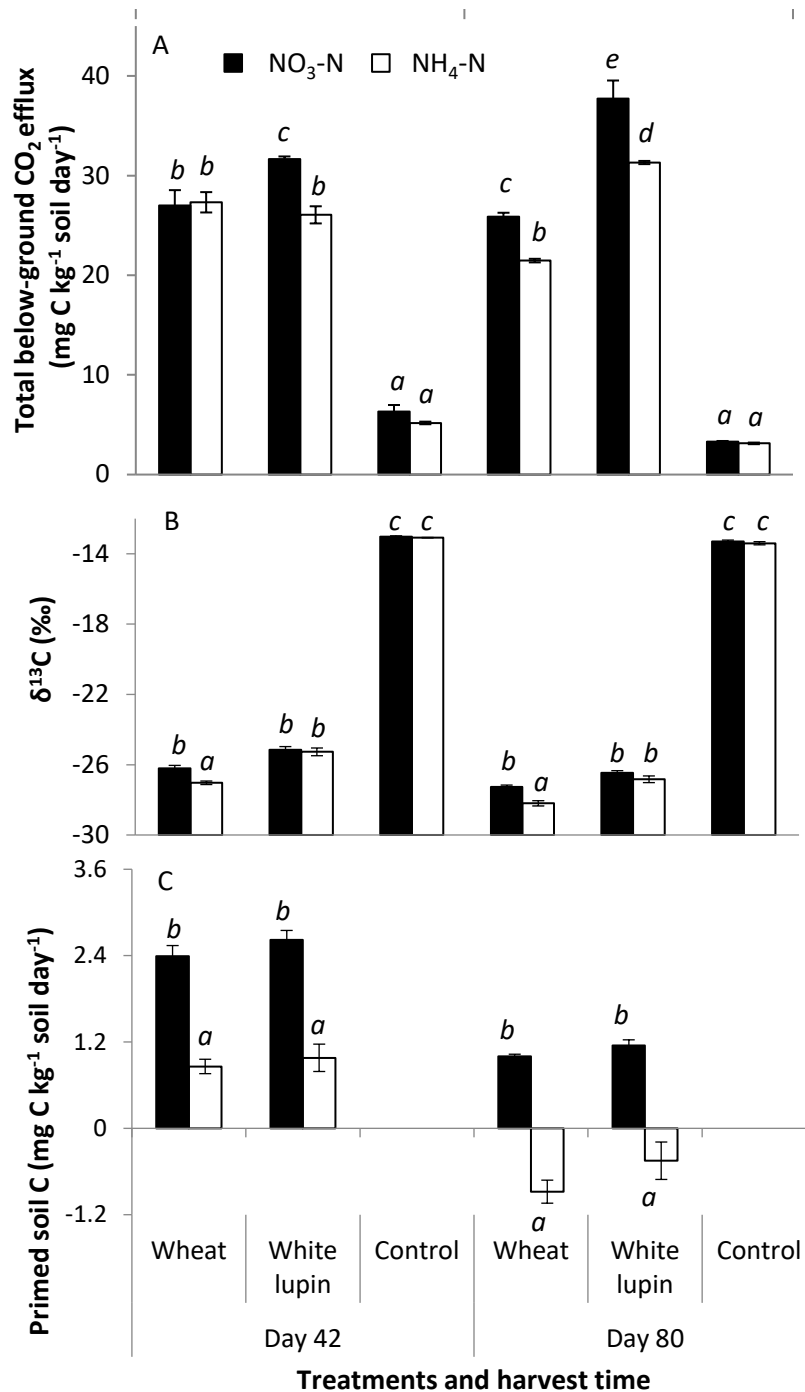 A
NO₃-N NH₄-N
Total below-ground CO₂ efflux
(mg C kg⁻¹ soil day⁻¹)
40
30
20
10
0
b b c b a a c b e d a a
B
δ¹³C (‰)
-14
-18
-22
-26
-30
b a b b c c b a b b c c
C
Primed soil C (mg C kg⁻¹ soil day⁻¹)
3.6
2.4
1.2
0
-1.2
b a b a b a b a
Wheat White lupin Control Wheat White lupin Control
Day 42 Day 80
Treatments and harvest time